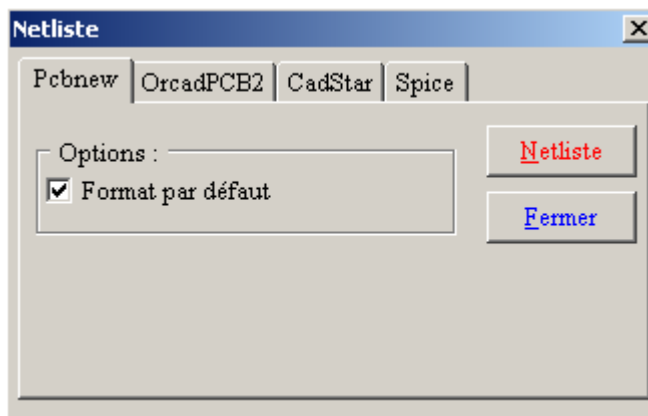 Netliste
Pcbnew OrcadPCB2 CadStar Spice
Options :
Format par défaut
Netliste
Fermer